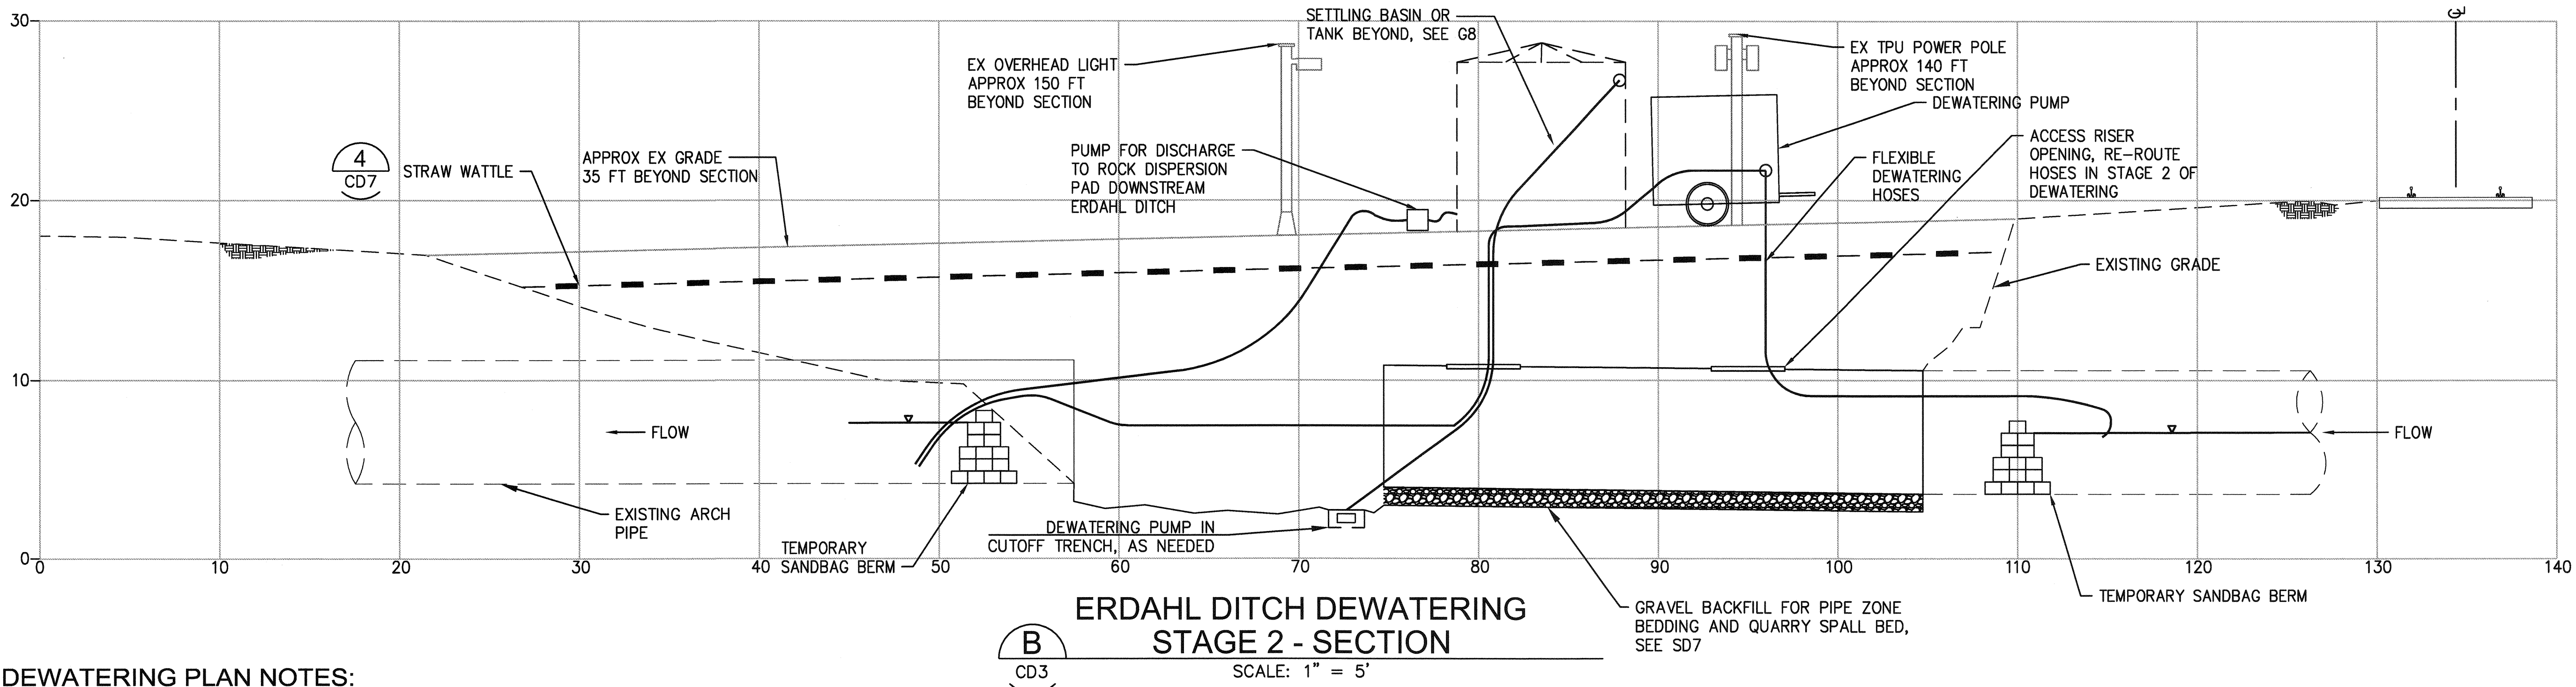 30
20
10
0
SETTLING BASIN OR
TANK BEYOND, SEE G8
EX OVERHEAD LIGHT
APPROX 150 FT
BEYOND SECTION
EX TPU POWER POLE
APPROX 140 FT
BEYOND SECTION
DEWATERING PUMP
4
CD7
STRAW WATTLE
APPROX EX GRADE
35 FT BEYOND SECTION
PUMP FOR DISCHARGE
TO ROCK DISPERSION
PAD DOWNSTREAM
ERDAHL DITCH
FLEXIBLE
DEWATERING
HOSES
ACCESS RISER
OPENING, RE-ROUTE
HOSES IN STAGE 2 OF
DEWATERING
EXISTING GRADE
FLOW
FLOW
EXISTING ARCH
PIPE
TEMPORARY
SANDBAG BERM
DEWATERING PUMP IN
CUTOFF TRENCH, AS NEEDED
0 10 20 30 40 50 60 70 80 90 100 110 120 130 140
GRAVEL BACKFILL FOR PIPE ZONE
BEDDING AND QUARRY SPALL BED,
SEE SD7
TEMPORARY SANDBAG BERM
ERDAHL DITCH DEWATERING
STAGE 2 - SECTION
B
CD3
SCALE: 1" = 5'
DEWATERING PLAN NOTES: